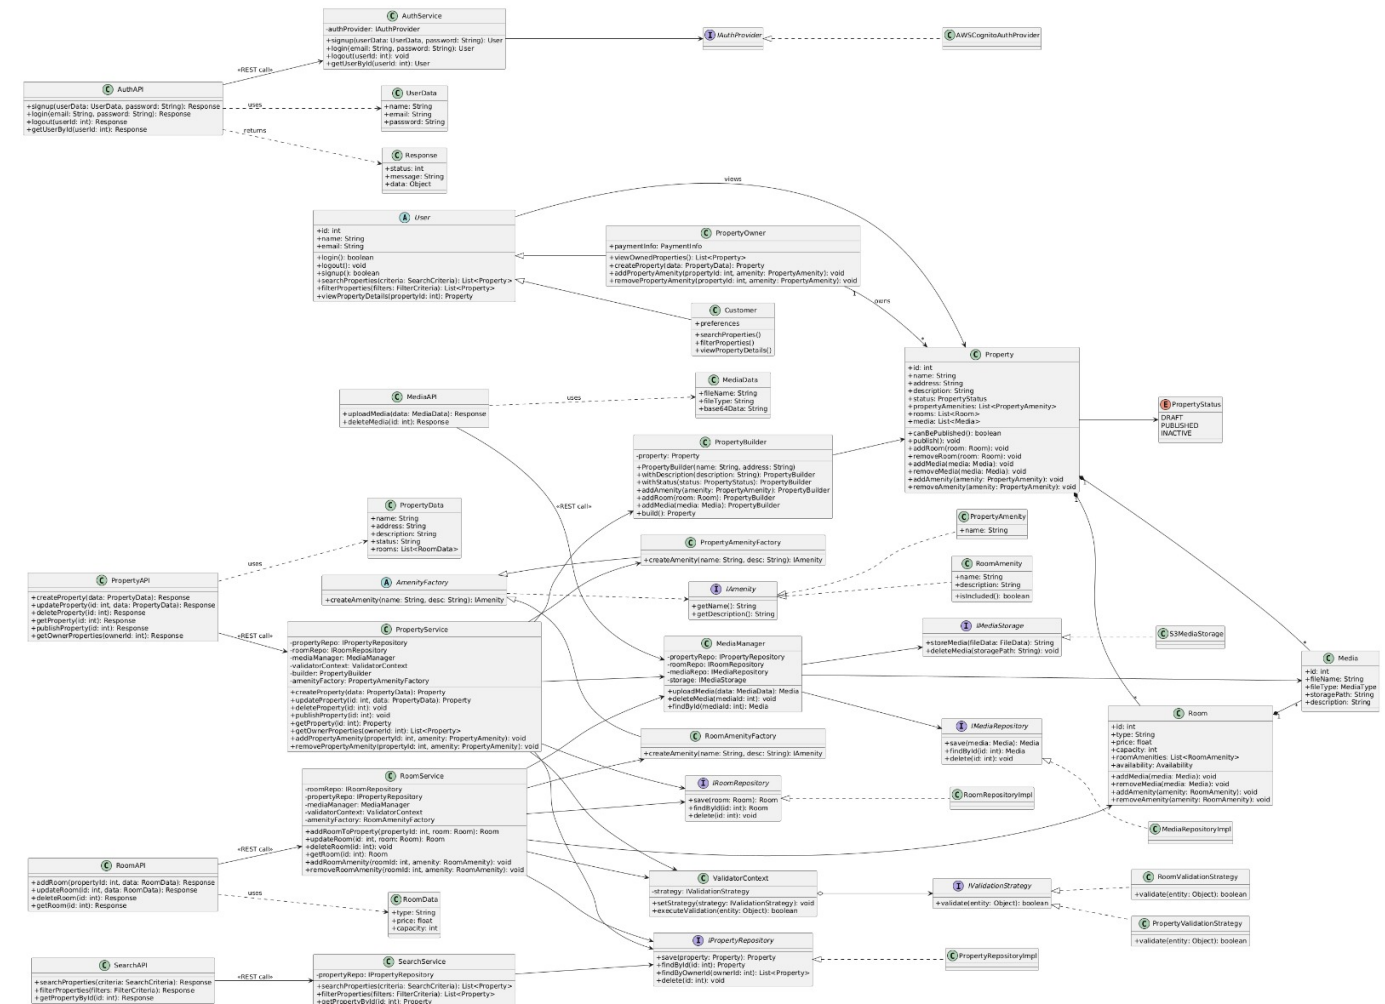 AuthService
-authProvider: IAuthProvider
+signup(userData: UserData, password: String): User
+login(email: String, password: String): User
+logout(userId: int): void
+getUserById(userId: int): User
IAuthProvider
AWSCognitoAuthProvider
«REST call»
AuthAPI
+signup(userData: UserData, password: String): Response
+login(email: String, password: String): Response
+logout(userId: int): Response
+getUserById(userId: int): Response
uses
returns
UserData
+name: String
+email: String
+password: String
Response
+status: int
+message: String
+data: Object
views
User
+id: int
+name: String
+email: String
+login(): boolean
+logout(): void
+signup(): boolean
+searchProperties(criteria: SearchCriteria): List<Property>
+filterProperties(filters: FilterCriteria): List<Property>
+viewPropertyDetails(propertyId: int): Property
PropertyOwner
+paymentInfo: PaymentInfo
+viewOwnedProperties(): List<Property>
+createProperty(data: PropertyData): Property
+addPropertyAmenity(propertyId: int, amenity: PropertyAmenity): void
+removePropertyAmenity(propertyId: int, amenity: PropertyAmenity): void
1
owns
*
Customer
+preferences
+searchProperties()
+filterProperties()
+viewPropertyDetails()
Property
+id: int
+name: String
+address: String
+description: String
+status: PropertyStatus
+propertyAmenities: List<PropertyAmenity>
+rooms: List<Room>
+media: List<Media>
+canBePublished(): boolean
+publish(): void
+addRoom(room: Room): void
+removeRoom(room: Room): void
+addMedia(media: Media): void
+removeMedia(media: Media): void
+addAmenity(amenity: PropertyAmenity): void
+removeAmenity(amenity: PropertyAmenity): void
1
1
PropertyStatus
DRAFT
PUBLISHED
INACTIVE
MediaAPI
+uploadMedia(data: MediaData): Response
+deleteMedia(id: int): Response
uses
MediaData
+fileName: String
+fileType: String
+base64Data: String
PropertyBuilder
-property: Property
+PropertyBuilder(name: String, address: String)
+withDescription(description: String): PropertyBuilder
+withStatus(status: PropertyStatus): PropertyBuilder
+addAmenity(amenity: PropertyAmenity): PropertyBuilder
+addRoom(room: Room): PropertyBuilder
+addMedia(media: Media): PropertyBuilder
+build(): Property
«REST call»
PropertyData
+name: String
+address: String
+description: String
+status: String
+rooms: List<RoomData>
uses
PropertyAmenity
+name: String
PropertyAmenityFactory
+createAmenity(name: String, desc: String): IAmenity
RoomAmenity
+name: String
+description: String
+isIncluded(): boolean
PropertyAPI
+createProperty(data: PropertyData): Response
+updateProperty(id: int, data: PropertyData): Response
+deleteProperty(id: int): Response
+getProperty(id: int): Response
+publishProperty(id: int): Response
+getOwnerProperties(ownerId: int): Response
«REST call»
AmenityFactory
+createAmenity(name: String, desc: String): IAmenity
IAmenity
+getName(): String
+getDescription(): String
PropertyService
-propertyRepo: IPropertyRepository
-roomRepo: IRoomRepository
-mediaManager: MediaManager
-validatorContext: ValidatorContext
-builder: PropertyBuilder
-amenityFactory: PropertyAmenityFactory
+createProperty(data: PropertyData): Property
+updateProperty(id: int, data: PropertyData): Property
+deleteProperty(id: int): void
+publishProperty(id: int): void
+getProperty(id: int): Property
+getOwnerProperties(ownerId: int): List<Property>
+addPropertyAmenity(propertyId: int, amenity: PropertyAmenity): void
+removePropertyAmenity(propertyId: int, amenity: PropertyAmenity): void
MediaManager
-propertyRepo: IPropertyRepository
-roomRepo: IRoomRepository
-mediaRepo: IMediaRepository
-storage: IMediaStorage
+uploadMedia(data: MediaData): Media
+deleteMedia(mediaId: int): void
+findById(mediaId: int): Media
IMediaStorage
+storeMedia(fileData: FileData): String
+deleteMedia(storagePath: String): void
S3MediaStorage
*
Media
+id: int
+fileName: String
+fileType: MediaType
+storagePath: String
+description: String
*
*
1
Room
+id: int
+type: String
+price: float
+capacity: int
+roomAmenities: List<RoomAmenity>
+availability: Availability
+addMedia(media: Media): void
+removeMedia(media: Media): void
+addAmenity(amenity: RoomAmenity): void
+removeAmenity(amenity: RoomAmenity): void
IMediaRepository
+save(media: Media): Media
+findById(id: int): Media
+delete(id: int): void
RoomAmenityFactory
+createAmenity(name: String, desc: String): IAmenity
IRoomRepository
+save(room: Room): Room
+findById(id: int): Room
+delete(id: int): void
RoomRepositoryImpl
MediaRepositoryImpl
RoomService
-roomRepo: IRoomRepository
-propertyRepo: IPropertyRepository
-mediaManager: MediaManager
-validatorContext: ValidatorContext
-amenityFactory: RoomAmenityFactory
+addRoomToProperty(propertyId: int, room: Room): Room
+updateRoom(id: int, room: Room): Room
+deleteRoom(id: int): void
+getRoom(id: int): Room
+addRoomAmenity(roomId: int, amenity: RoomAmenity): void
+removeRoomAmenity(roomId: int, amenity: RoomAmenity): void
«REST call»
RoomAPI
+addRoom(propertyId: int, data: RoomData): Response
+updateRoom(id: int, data: RoomData): Response
+deleteRoom(id: int): Response
+getRoom(id: int): Response
uses
RoomData
+type: String
+price: float
+capacity: int
ValidatorContext
-strategy: IValidationStrategy
+setStrategy(strategy: IValidationStrategy): void
+executeValidation(entity: Object): boolean
IValidationStrategy
+validate(entity: Object): boolean
RoomValidationStrategy
+validate(entity: Object): boolean
PropertyValidationStrategy
+validate(entity: Object): boolean
IPropertyRepository
+save(property: Property): Property
+findById(id: int): Property
+findByOwnerId(ownerId: int): List<Property>
+delete(id: int): void
PropertyRepositoryImpl
SearchAPI
+searchProperties(criteria: SearchCriteria): Response
+filterProperties(filters: FilterCriteria): Response
+getPropertyById(id: int): Response
«REST call»
SearchService
-propertyRepo: IPropertyRepository
+searchProperties(criteria: SearchCriteria): List<Property>
+filterProperties(filters: FilterCriteria): List<Property>
+getPropertyById(id: int): Property